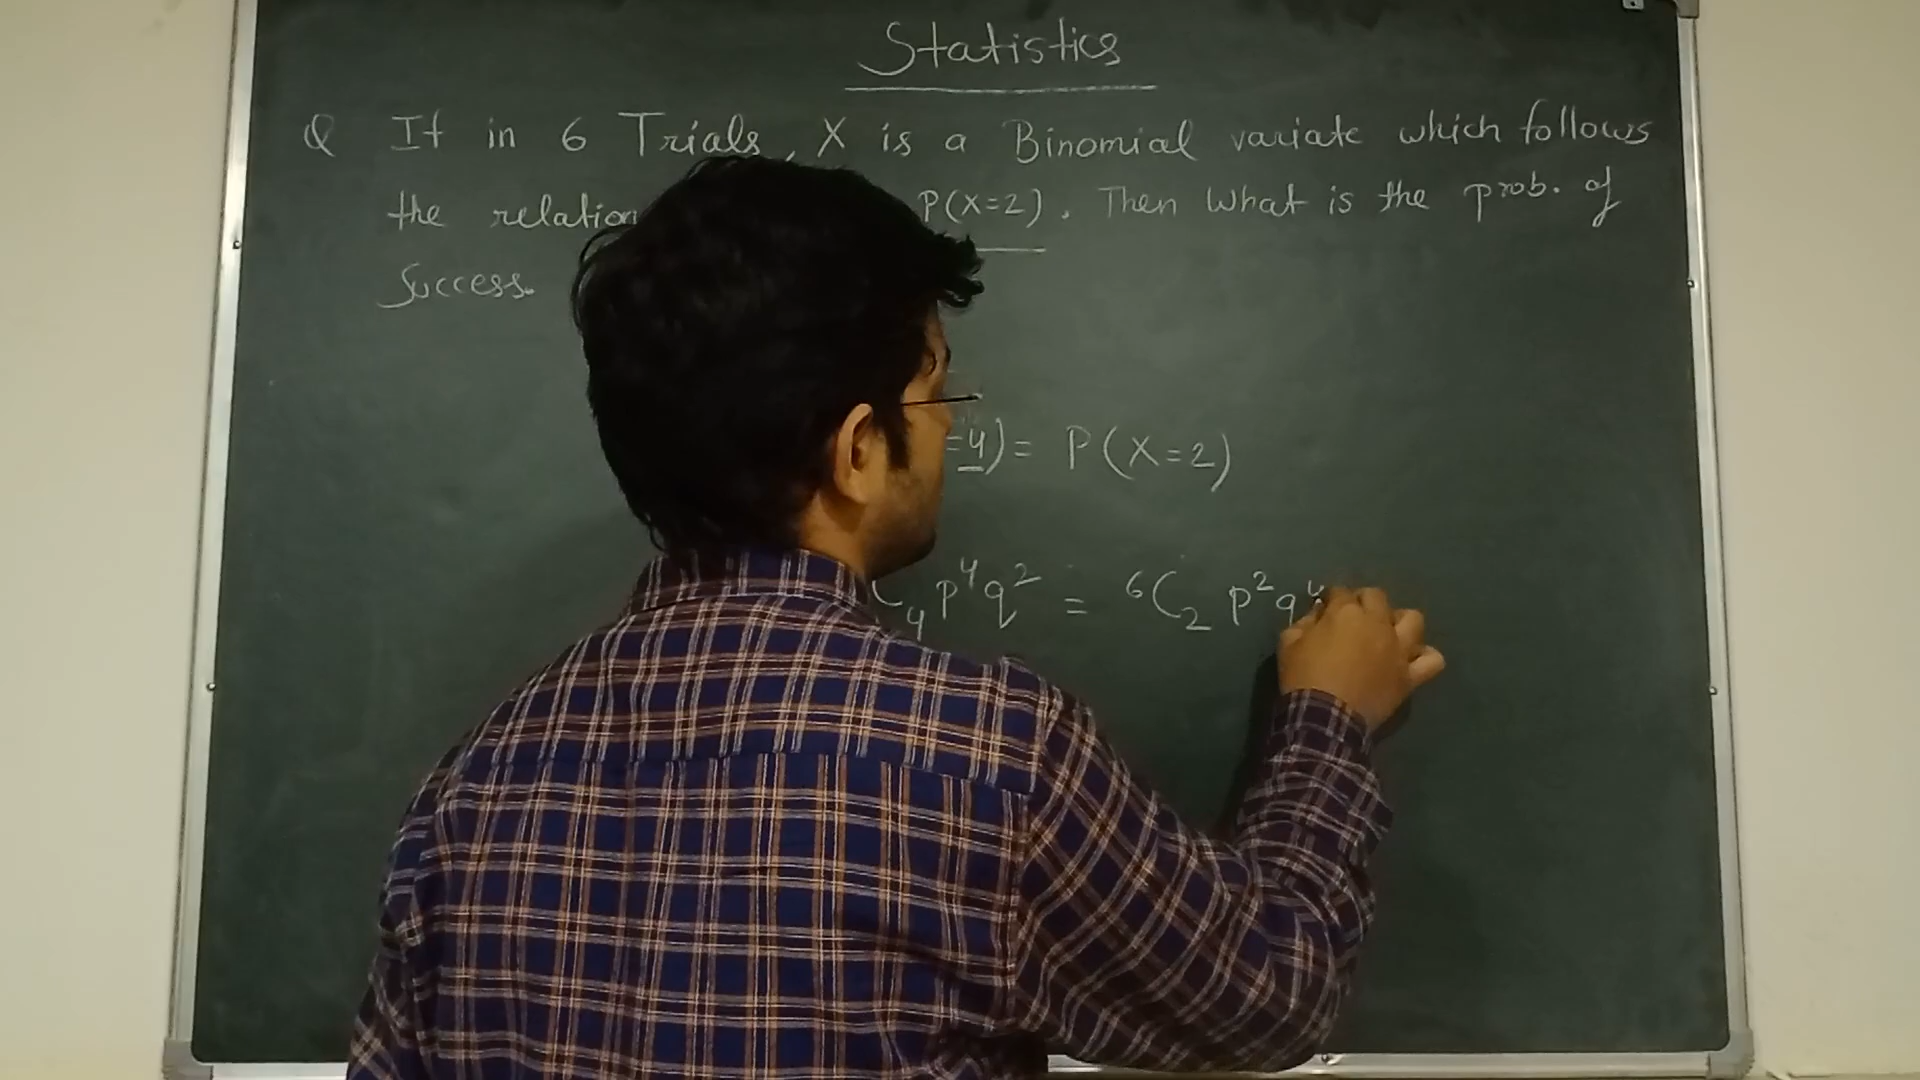 Statistics
Q If in 6 Trials, X is a Binomial variate which follows
the relation P(X=2). Then What is the prob. of
Success.
=4) = P(X=2)
C₄ p⁴q² = ⁶C₂ p²q⁴